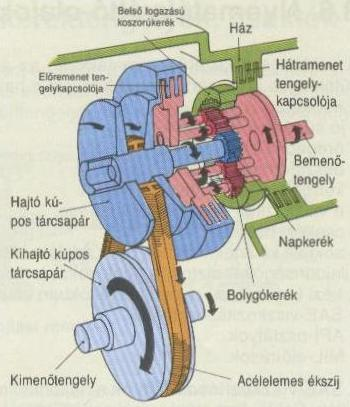 Belső fogazású
koszorúkerék
Ház
Hátramenet
tengely-
kapcsolója
Előremenet ten-
gelykapcsolója
Bemenő-
tengely
Hajtó kú-
pos tárcsapár
Napkerék
Kihajtó kúpos
tárcsapár
Bolygókerék
Kimenőtengely
Acélelemes ékszíj